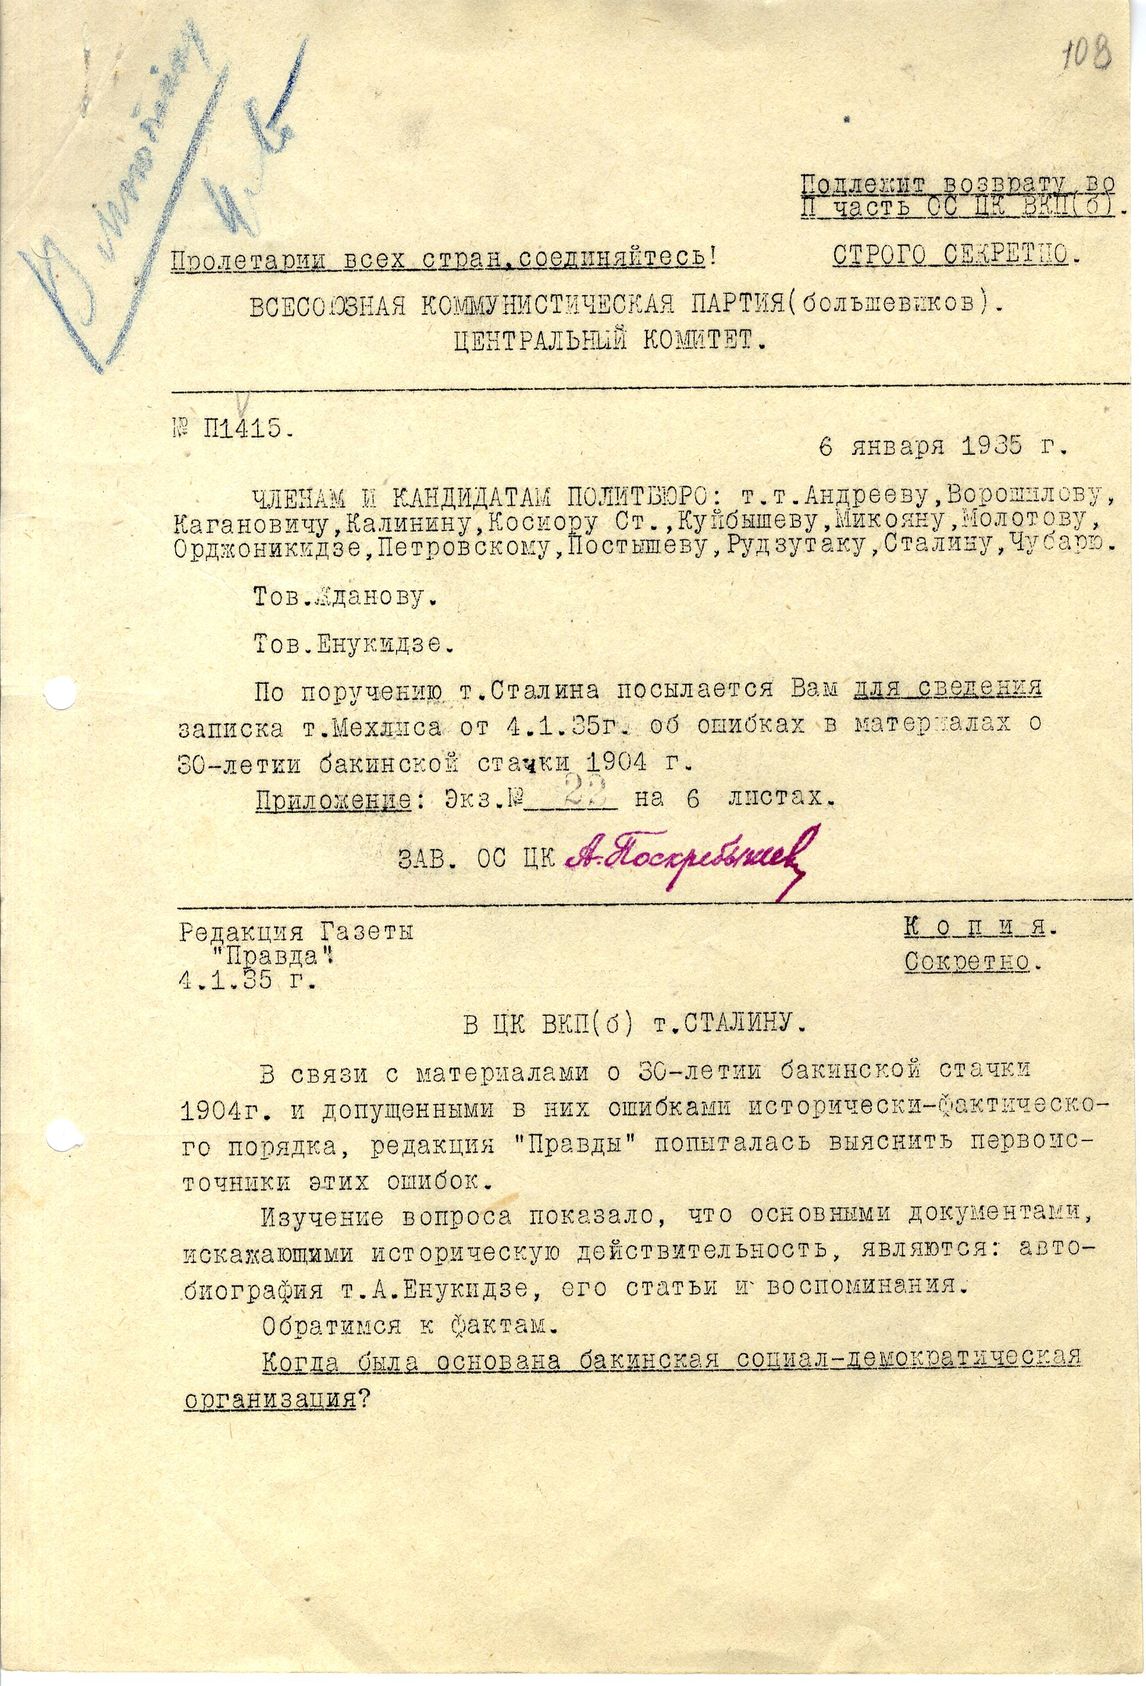 108
Подлежит возврату во
П часть ОС ЦК ВКП(б).
Пролетарии всех стран,соединяйтесь!
СТРОГО СЕКРЕТНО.
ВСЕСОЮЗНАЯ КОММУНИСТИЧЕСКАЯ ПАРТИЯ(большевиков).
ЦЕНТРАЛЬНЫЙ КОМИТЕТ.
№ П1415.
6 января 1935 г.
ЧЛЕНАМ И КАНДИДАТАМ ПОЛИТБЮРО: т.т.Андрееву,Ворошилову,
Кагановичу,Калинину,Косиору Ст.,Куйбышеву,Микояну,Молотову,
Орджоникидзе,Петровскому,Постышеву,Рудзутаку,Сталину,Чубарю.
Тов.Жданову.
Тов.Енукидзе.
По поручению т.Сталина посылается Вам для сведения
записка т.Мехлиса от 4.1.35г. об ошибках в материалах о
30-летии бакинской стачки 1904 г.
Приложение: Экз.№ 22 на 6 листах.
ЗАВ. ОС ЦК А.Поскребышев
Редакция Газеты
"Правда".
4.1.35 г.
Копия.
Сокретно.
В ЦК ВКП(б) т.СТАЛИНУ.
В связи с материалами о 30-летии бакинской стачки
1904г. и допущенными в них ошибками исторически-фактическо-
го порядка, редакция "Правды" попыталась выяснить первоис-
точники этих ошибок.
Изучение вопроса показало, что основными документами,
искажающими историческую действительность, являются: авто-
биография т.А.Енукидзе, его статьи и воспоминания.
Обратимся к фактам.
Когда была основана бакинская социал-демократическая
организация?